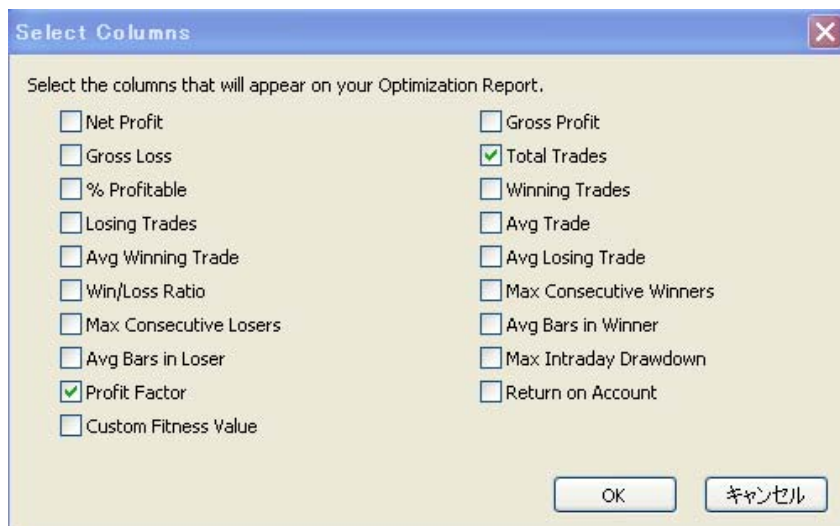 Select Columns
Select the columns that will appear on your Optimization Report.
Net Profit
Gross Profit
Gross Loss
Total Trades
% Profitable
Winning Trades
Losing Trades
Avg Trade
Avg Winning Trade
Avg Losing Trade
Win/Loss Ratio
Max Consecutive Winners
Max Consecutive Losers
Avg Bars in Winner
Avg Bars in Loser
Max Intraday Drawdown
Profit Factor
Return on Account
Custom Fitness Value
OK
キャンセル